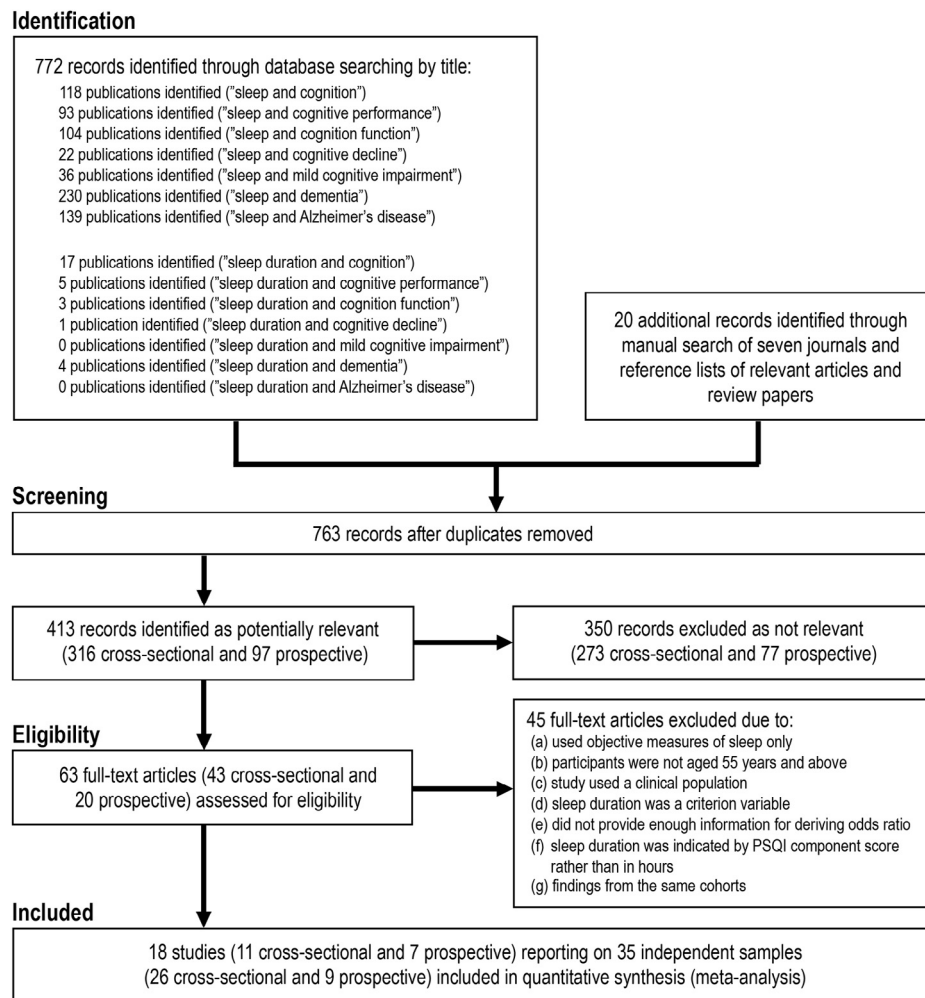 Identification
772 records identified through database searching by title:
118 publications identified ("sleep and cognition")
93 publications identified ("sleep and cognitive performance")
104 publications identified ("sleep and cognition function")
22 publications identified ("sleep and cognitive decline")
36 publications identified ("sleep and mild cognitive impairment")
230 publications identified ("sleep and dementia")
139 publications identified ("sleep and Alzheimer's disease")
17 publications identified ("sleep duration and cognition")
5 publications identified ("sleep duration and cognitive performance")
3 publications identified ("sleep duration and cognition function")
1 publication identified ("sleep duration and cognitive decline")
0 publications identified ("sleep duration and mild cognitive impairment")
4 publications identified ("sleep duration and dementia")
0 publications identified ("sleep duration and Alzheimer's disease")
20 additional records identified through
manual search of seven journals and
reference lists of relevant articles and
review papers
Screening
763 records after duplicates removed
413 records identified as potentially relevant
(316 cross-sectional and 97 prospective)
350 records excluded as not relevant
(273 cross-sectional and 77 prospective)
Eligibility
63 full-text articles (43 cross-sectional and
20 prospective) assessed for eligibility
45 full-text articles excluded due to:
(a) used objective measures of sleep only
(b) participants were not aged 55 years and above
(c) study used a clinical population
(d) sleep duration was a criterion variable
(e) did not provide enough information for deriving odds ratio
(f) sleep duration was indicated by PSQI component score
rather than in hours
(g) findings from the same cohorts
Included
18 studies (11 cross-sectional and 7 prospective) reporting on 35 independent samples
(26 cross-sectional and 9 prospective) included in quantitative synthesis (meta-analysis)